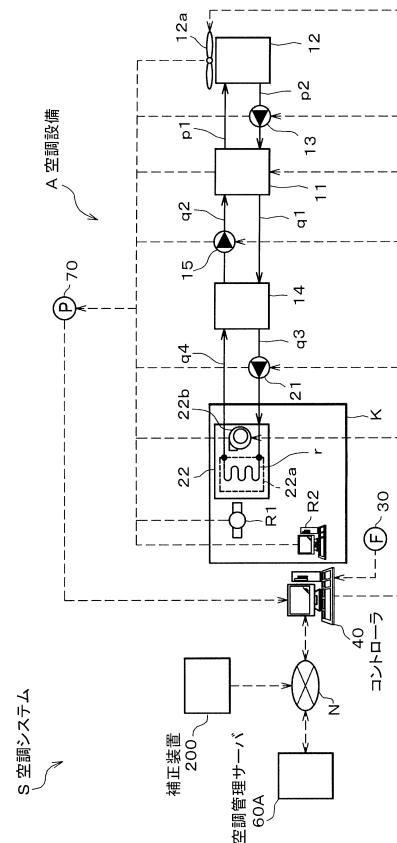 S 空調システム
A 空調設備
12a
12
p2
p1
13
11
q2
q1
15
14
70
P
q4
q3
21
22b
22
22a
r
K
R1
R2
30
F
40
コントローラ
N
補正装置
200
空調管理サーバ
60A